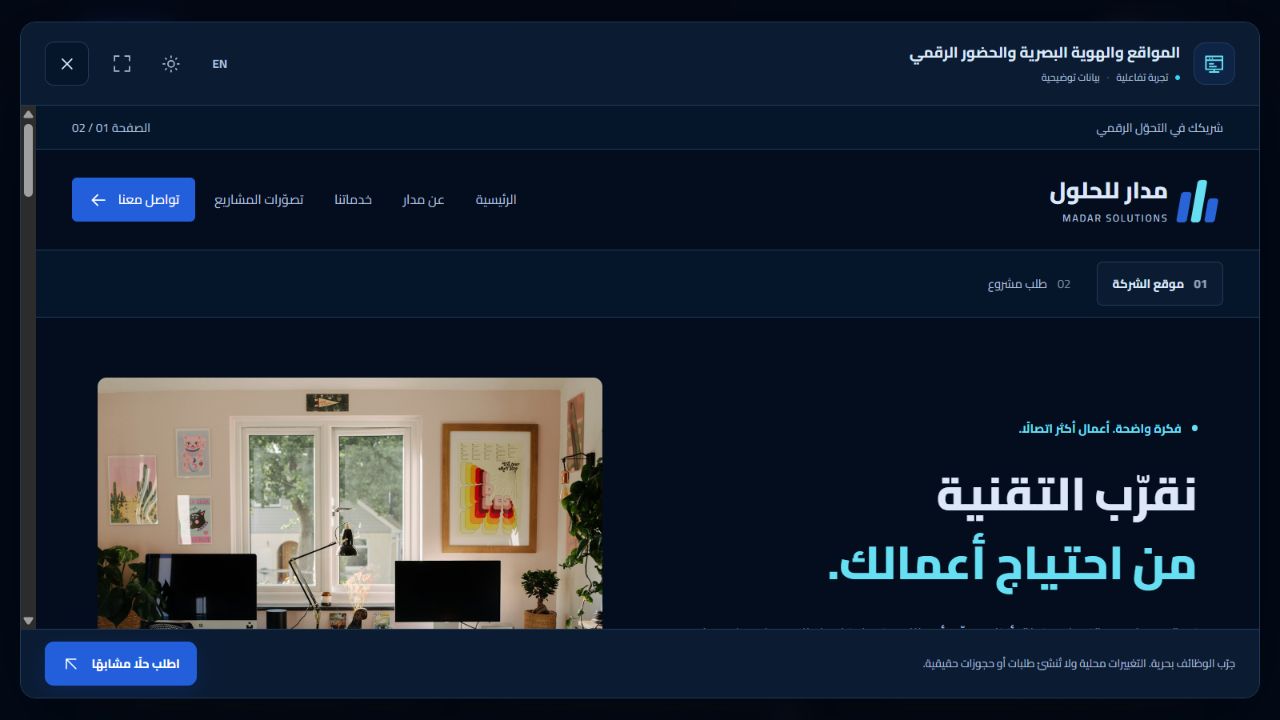 المواقع والهوية البصرية والحضور الرقمي
تجربة تفاعلية · بيانات توضيحية
EN
شريكك في التحوّل الرقمي
الصفحة 01 / 02
مدار للحلول
MADAR SOLUTIONS
الرئيسية
عن مدار
خدماتنا
تصوّرات المشاريع
تواصل معنا
01 موقع الشركة
02 طلب مشروع
فكرة واضحة. أعمال أكثر اتصالًا.
نقرّب التقنية
من احتياج أعمالك.
جرّب الوظائف بحرية. التغييرات محلية ولا تُنشئ طلبات أو حجوزات حقيقية.
اطلب حلًا مشابهًا